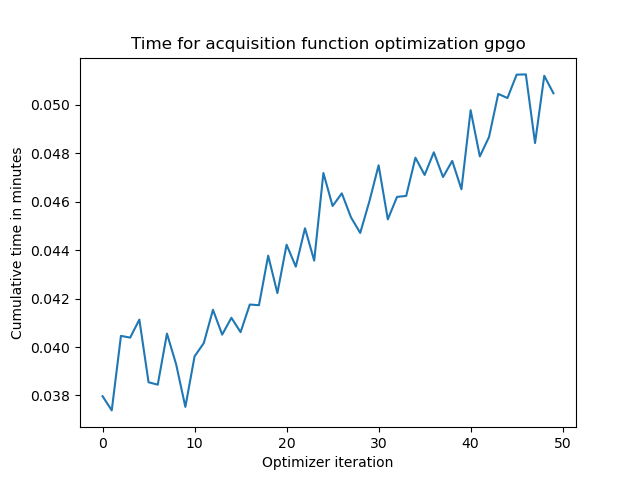 Time for acquisition function optimization gpgo
Cumulative time in minutes
0.050
0.048
0.046
0.044
0.042
0.040
0.038
0 10 20 30 40 50
Optimizer iteration